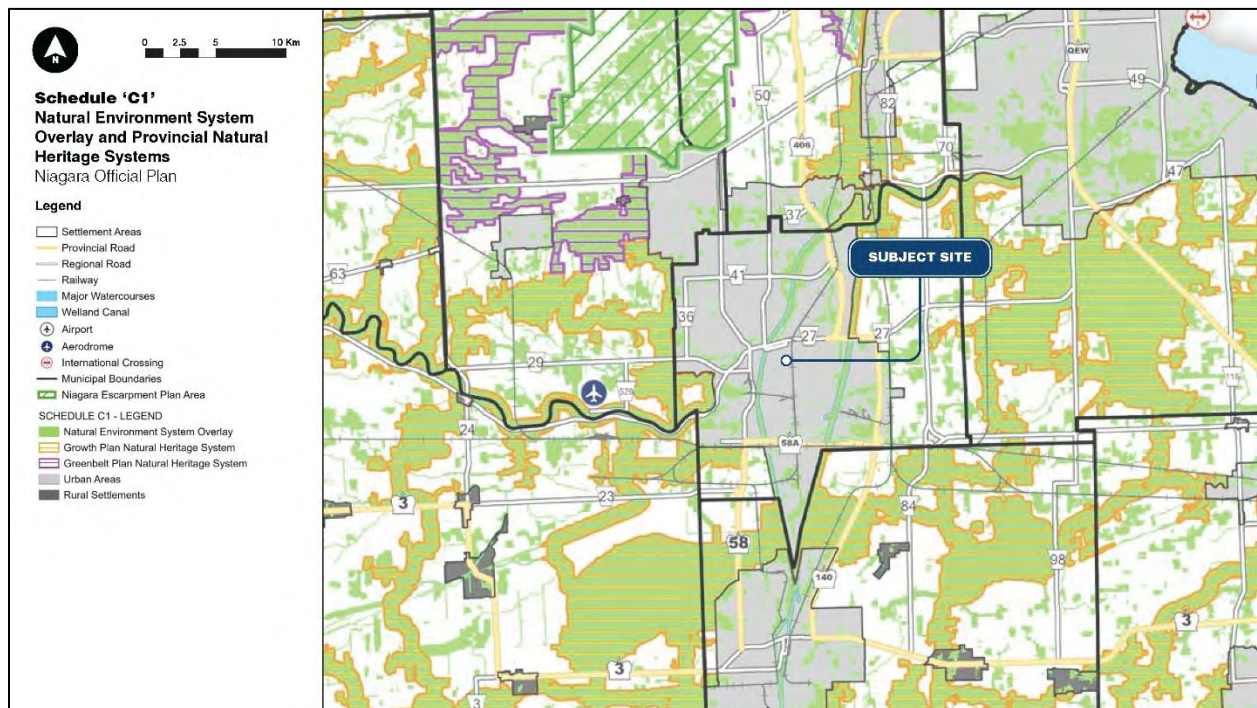 N
0 2.5 5 10 Km
Schedule ‘C1’
Natural Environment System
Overlay and Provincial Natural
Heritage Systems
Niagara Official Plan
Legend
Settlement Areas
Provincial Road
Regional Road
Railway
Major Watercourses
Welland Canal
Airport
Aerodrome
International Crossing
Municipal Boundaries
Niagara Escarpment Plan Area
SCHEDULE C1 - LEGEND
Natural Environment System Overlay
Growth Plan Natural Heritage System
Greenbelt Plan Natural Heritage System
Urban Areas
Rural Settlements
QEW
49
50
82
406
70
47
37
SUBJECT SITE
63
41
36
27
27
29
529
116
24
58A
23
3
84
58
98
140
3
3
3